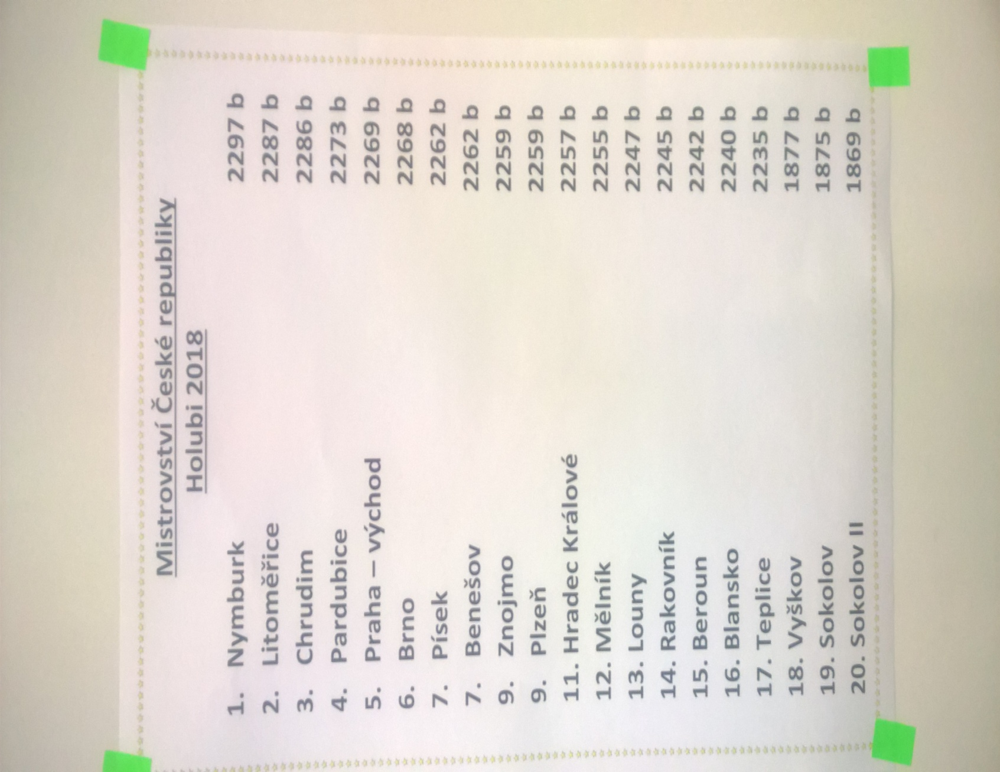 Mistrovství České republiky
Holubi 2018
1. Nymburk 2297 b
2. Litoměřice 2287 b
3. Chrudim 2286 b
4. Pardubice 2273 b
5. Praha – východ 2269 b
6. Brno 2268 b
7. Písek 2262 b
7. Benešov 2262 b
9. Znojmo 2259 b
9. Plzeň 2259 b
11. Hradec Králové 2257 b
12. Mělník 2255 b
13. Louny 2247 b
14. Rakovník 2245 b
15. Beroun 2242 b
16. Blansko 2240 b
17. Teplice 2235 b
18. Vyškov 1877 b
19. Sokolov 1875 b
20. Sokolov II 1869 b